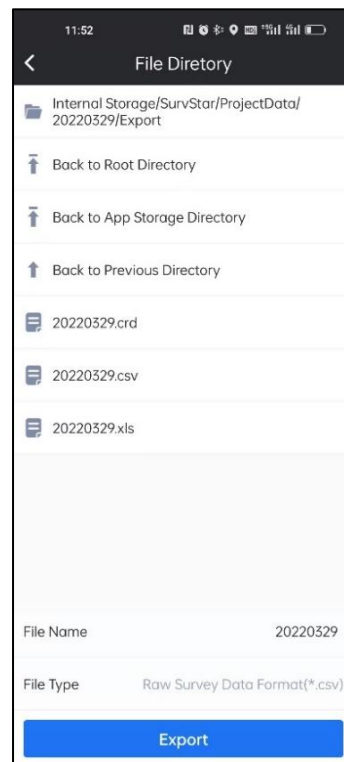 11:52
File Diretory
Internal Storage/SurvStar/ProjectData/
20220329/Export
Back to Root Directory
Back to App Storage Directory
Back to Previous Directory
20220329.crd
20220329.csv
20220329.xls
File Name 20220329
File Type Raw Survey Data Format(*.csv)
Export